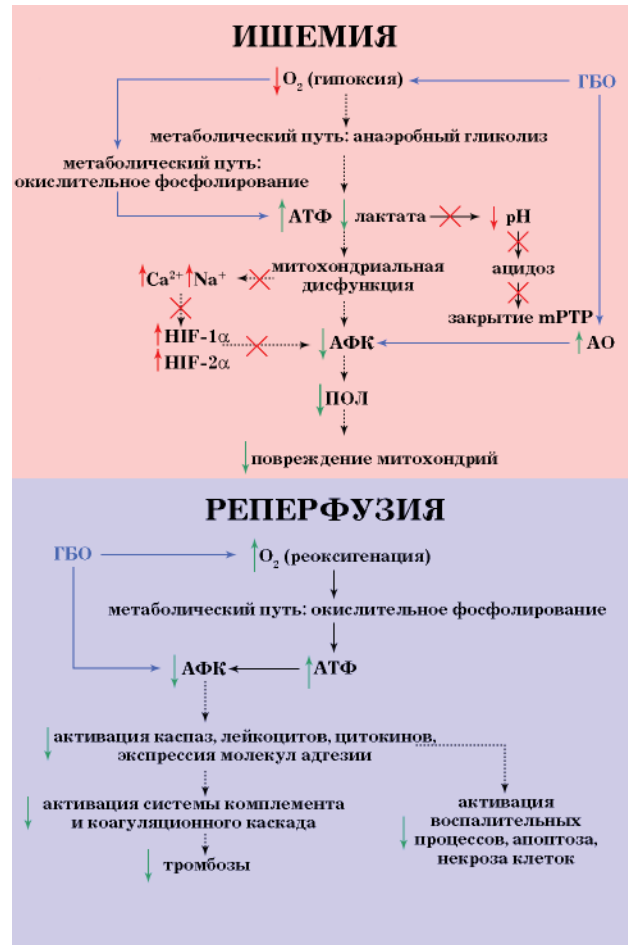 ИШЕМИЯ
O₂ (гипоксия)
ГБО
метаболический путь: анаэробный гликолиз
метаболический путь:
окислительное фосфолирование
АТФ
лактата
pH
митохондриальная
дисфункция
ацидоз
Ca²⁺
Na⁺
закрытие mPTP
HIF-1α
HIF-2α
АФК
АО
ПОЛ
повреждение митохондрий
РЕПЕРФУЗИЯ
ГБО
O₂ (реоксигенация)
метаболический путь: окислительное фосфолирование
АФК
АТФ
активация каспаз, лейкоцитов, цитокинов,
экспрессия молекул адгезии
активация системы комплемента
и коагуляционного каскада
тромбозы
активация
воспалительных
процессов, апоптоза,
некроза клеток